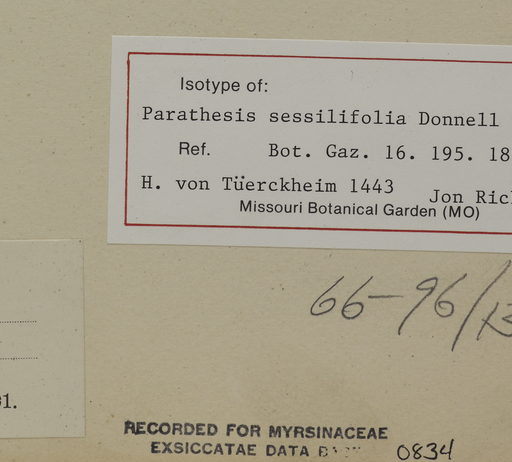 Isotype of:
Parathesis sessilifolia Donnell
Ref. Bot. Gaz. 16. 195. 18
H. von Tüerckheim 1443 Jon Ric
Missouri Botanical Garden (MO)
66-96/
1.
RECORDED FOR MYRSINACEAE
EXSICCATAE DATA 0834